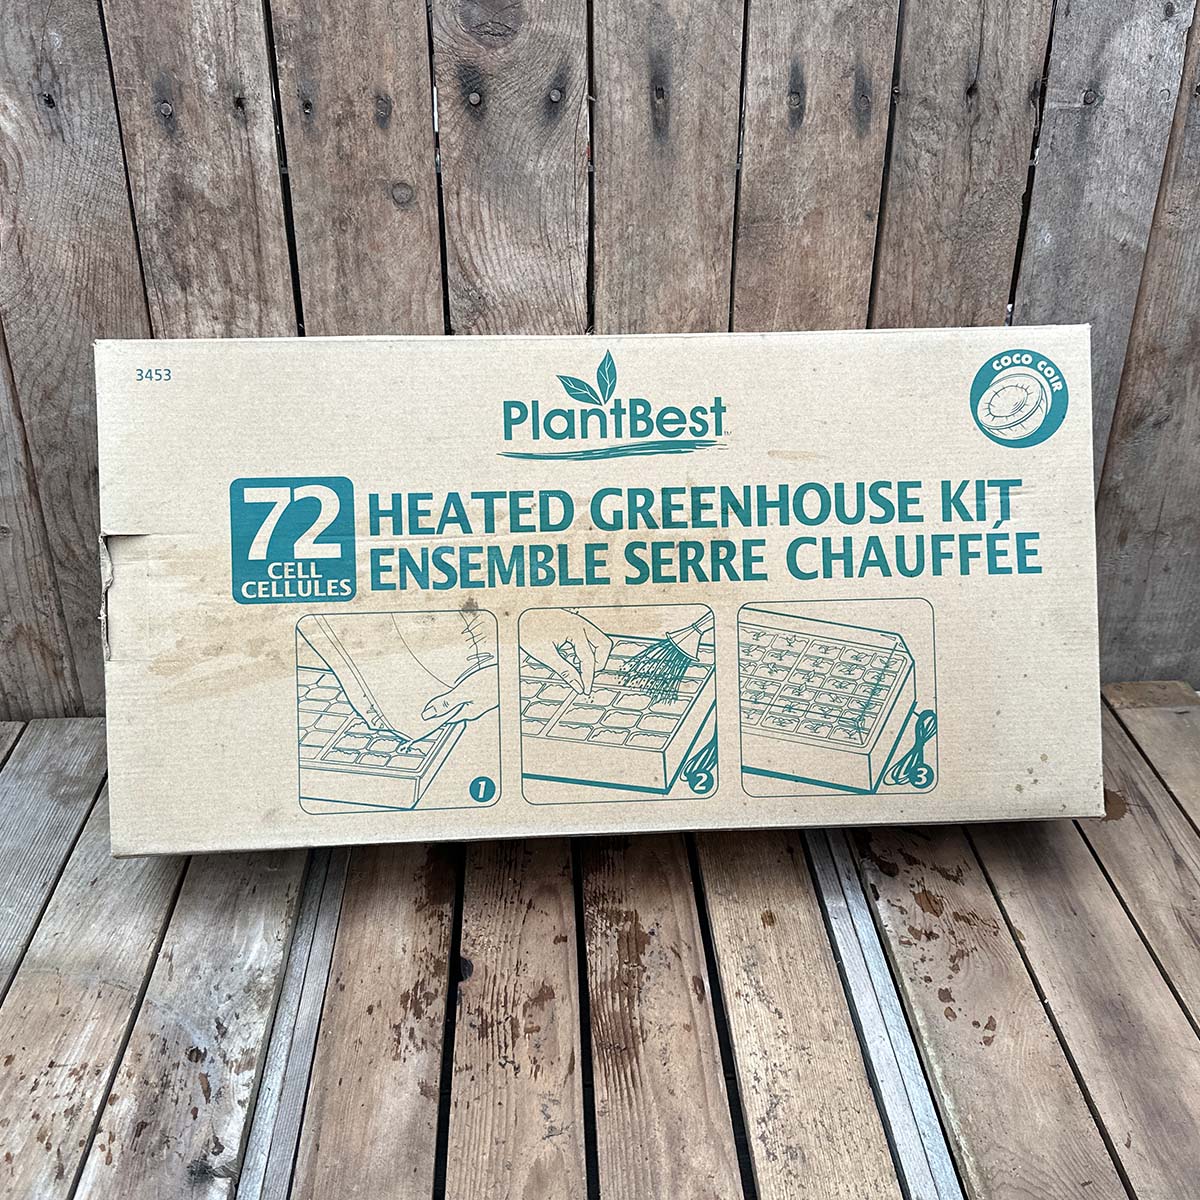 3453
PlantBest
COCO COIR
72
CELL
CELLULES
HEATED GREENHOUSE KIT
ENSEMBLE SERRE CHAUFFÉE
1
2
3